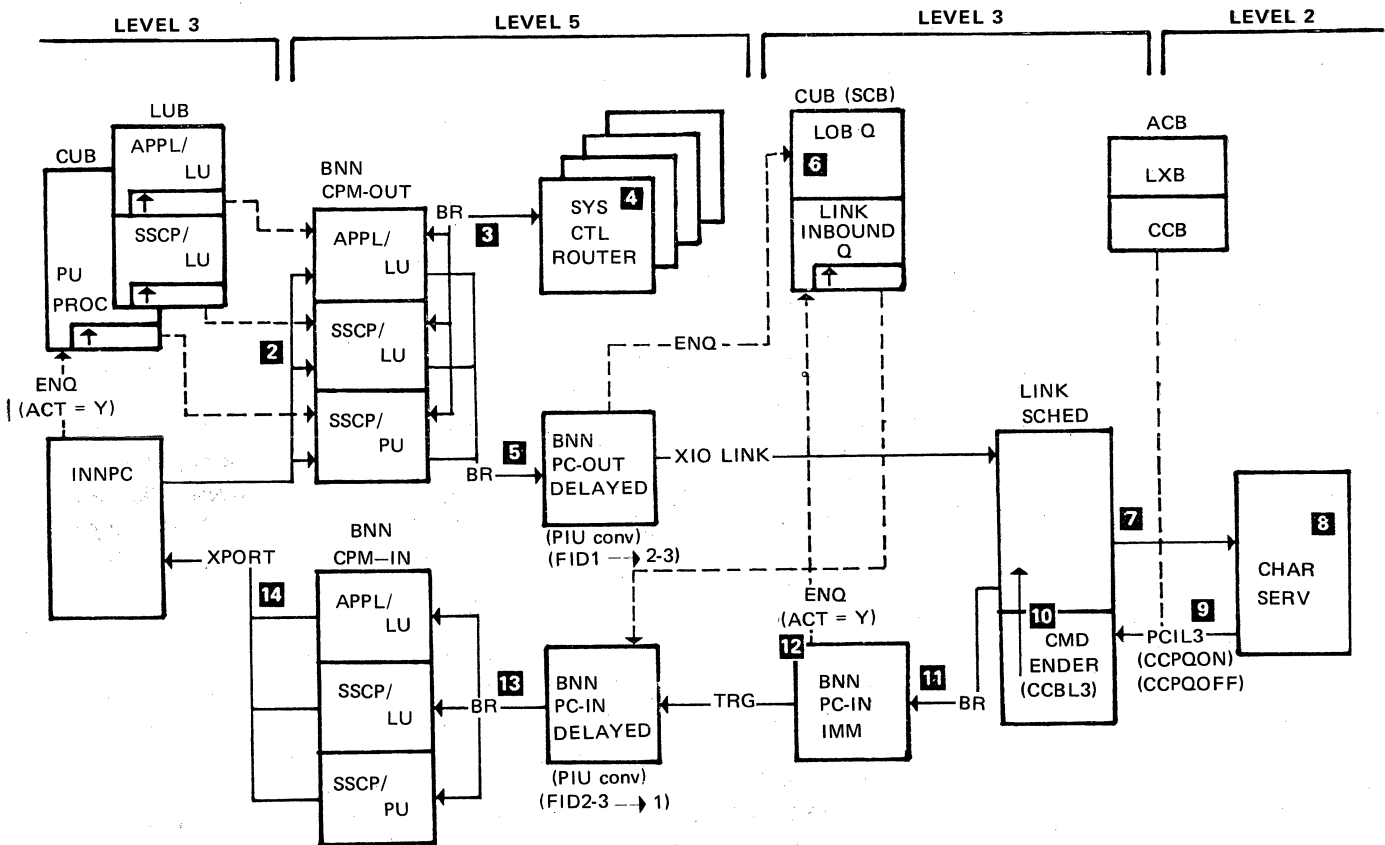 LEVEL 3
LEVEL 5
LEVEL 3
LEVEL 2
LUB
CUB
APPL/
LU
SSCP/
LU
PU
PROC
ENQ
(ACT = Y)
INNPC
2
BNN
CPM-OUT
APPL/
LU
SSCP/
LU
SSCP/
PU
BR
3
SYS
CTL
ROUTER
4
BR
5
BNN
PC-OUT
DELAYED
(PIU conv)
(FID1 --→ 2-3)
ENQ
CUB (SCB)
LOB Q
6
LINK
INBOUND
Q
XIO LINK
LINK
SCHED
7
ACB
LXB
CCB
8
CHAR
SERV
9
PCIL3
(CCPQON)
(CCPQOFF)
10
CMD
ENDER
(CCBL3)
11
BR
ENQ
(ACT = Y)
12
BNN
PC-IN
IMM
TRG
BNN
PC-IN
DELAYED
(PIU conv)
(FID2-3 --→ 1)
13
BR
BNN
CPM-IN
APPL/
LU
SSCP/
LU
SSCP/
PU
XPORT
14